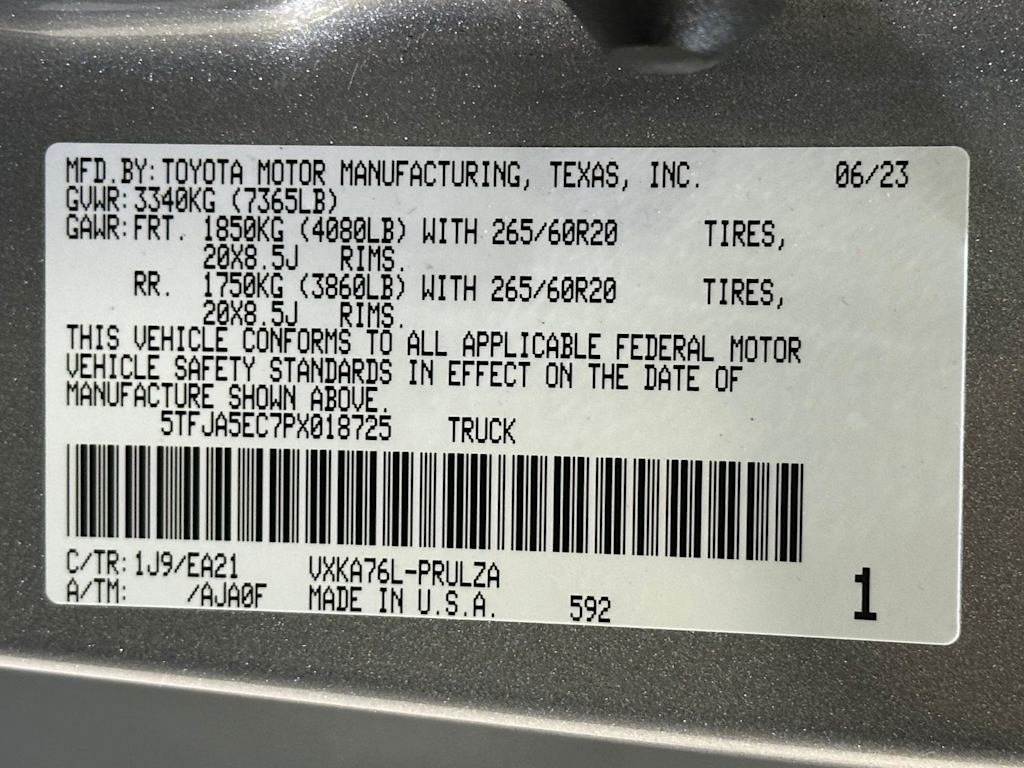 MFD.BY: TOYOTA MOTOR MANUFACTURING, TEXAS, INC. 06/23
GVWR: 3340KG (7365LB)
GAWR: FRT. 1850KG (4080LB) WITH 265/60R20 TIRES,
20X8.5J RIMS.
RR. 1750KG (3860LB) WITH 265/60R20 TIRES,
20X8.5J RIMS.
THIS VEHICLE CONFORMS TO ALL APPLICABLE FEDERAL MOTOR
VEHICLE SAFETY STANDARDS IN EFFECT ON THE DATE OF
MANUFACTURE SHOWN ABOVE.
5TFJA5EC7PX018725 TRUCK
C/TR: 1J9/EA21 VXKA76L-PRULZA
A/TM: /AJA0F MADE IN U.S.A. 592 1